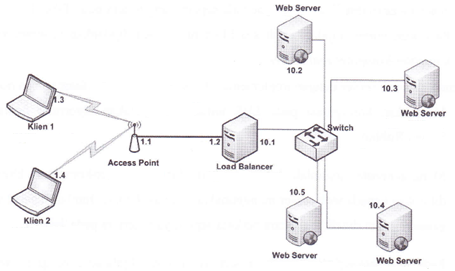 Web Server
10.2
1.3
10.3
Klien 1
Web Server
1.1
1.2
10.1
Switch
Access Point
Load Balancer
1.4
10.5
10.4
Klien 2
Web Server
Web Server